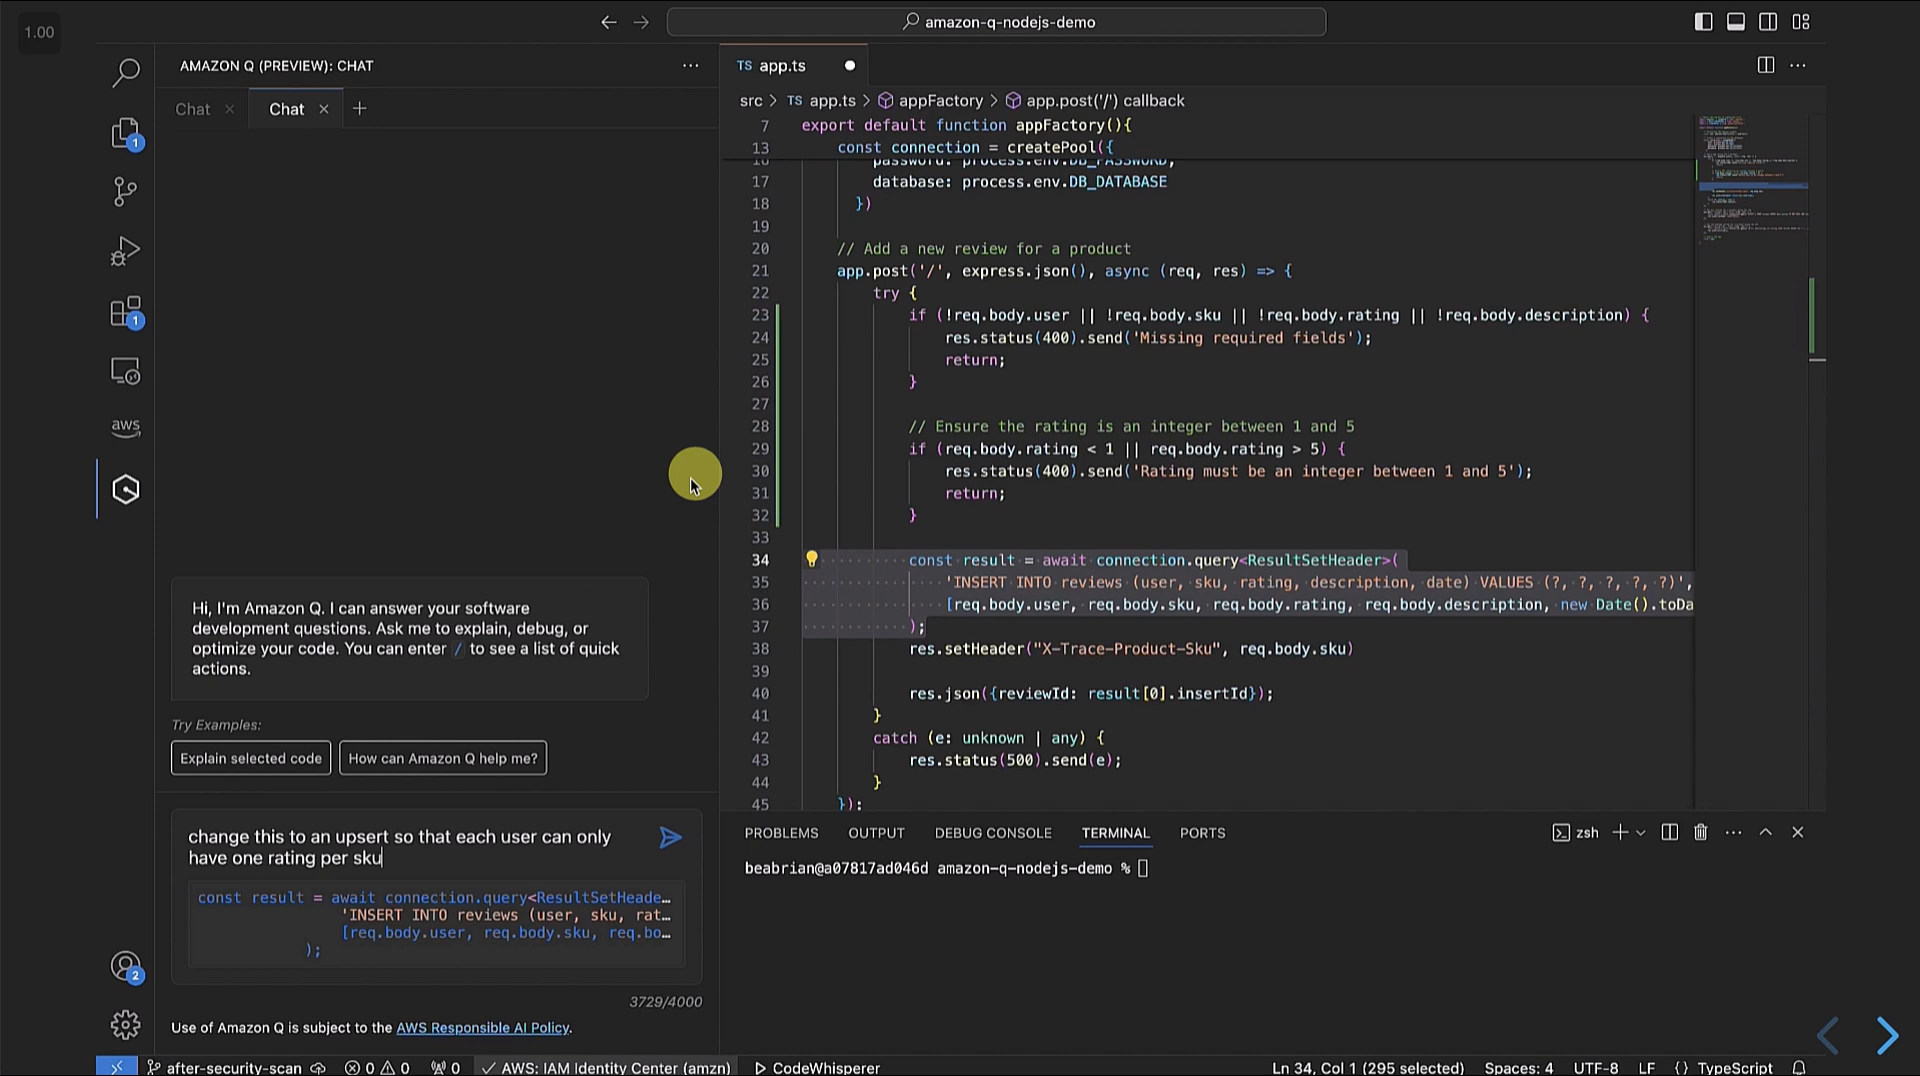 1.00
amazon-q-nodejs-demo
AMAZON Q (PREVIEW): CHAT
Chat
Chat
1
1
aws
2
Hi, I'm Amazon Q. I can answer your software
development questions. Ask me to explain, debug, or
optimize your code. You can enter / to see a list of quick
actions.
Try Examples:
Explain selected code
How can Amazon Q help me?
change this to an upsert so that each user can only
have one rating per sku
const result = await connection.query<ResultSetHeade…
'INSERT INTO reviews (user, sku, rat…
[req.body.user, req.body.sku, req.bo…
);
3729/4000
Use of Amazon Q is subject to the AWS Responsible AI Policy.
TS app.ts
src > TS app.ts > appFactory > app.post('/') callback
7 export default function appFactory(){
13 const connection = createPool({
16 password: process.env.DB_PASSWORD,
17 database: process.env.DB_DATABASE
18 })
19
20 // Add a new review for a product
21 app.post('/', express.json(), async (req, res) => {
22 try {
23 if (!req.body.user || !req.body.sku || !req.body.rating || !req.body.description) {
24 res.status(400).send('Missing required fields');
25 return;
26 }
27
28 // Ensure the rating is an integer between 1 and 5
29 if (req.body.rating < 1 || req.body.rating > 5) {
30 res.status(400).send('Rating must be an integer between 1 and 5');
31 return;
32 }
33
34 const result = await connection.query<ResultSetHeader>(
35 'INSERT INTO reviews (user, sku, rating, description, date) VALUES (?, ?, ?, ?, ?)',
36 [req.body.user, req.body.sku, req.body.rating, req.body.description, new Date().toDa
37 );
38 res.setHeader("X-Trace-Product-Sku", req.body.sku)
39
40 res.json({reviewId: result[0].insertId});
41 }
42 catch (e: unknown | any) {
43 res.status(500).send(e);
44 }
45 });
PROBLEMS OUTPUT DEBUG CONSOLE TERMINAL PORTS
zsh
beabrian@a07817ad046d amazon-q-nodejs-demo %
after-security-scan 0 0 0 AWS: IAM Identity Center (amzn) CodeWhisperer
Ln 34, Col 1 (295 selected) Spaces: 4 UTF-8 LF {} TypeScript